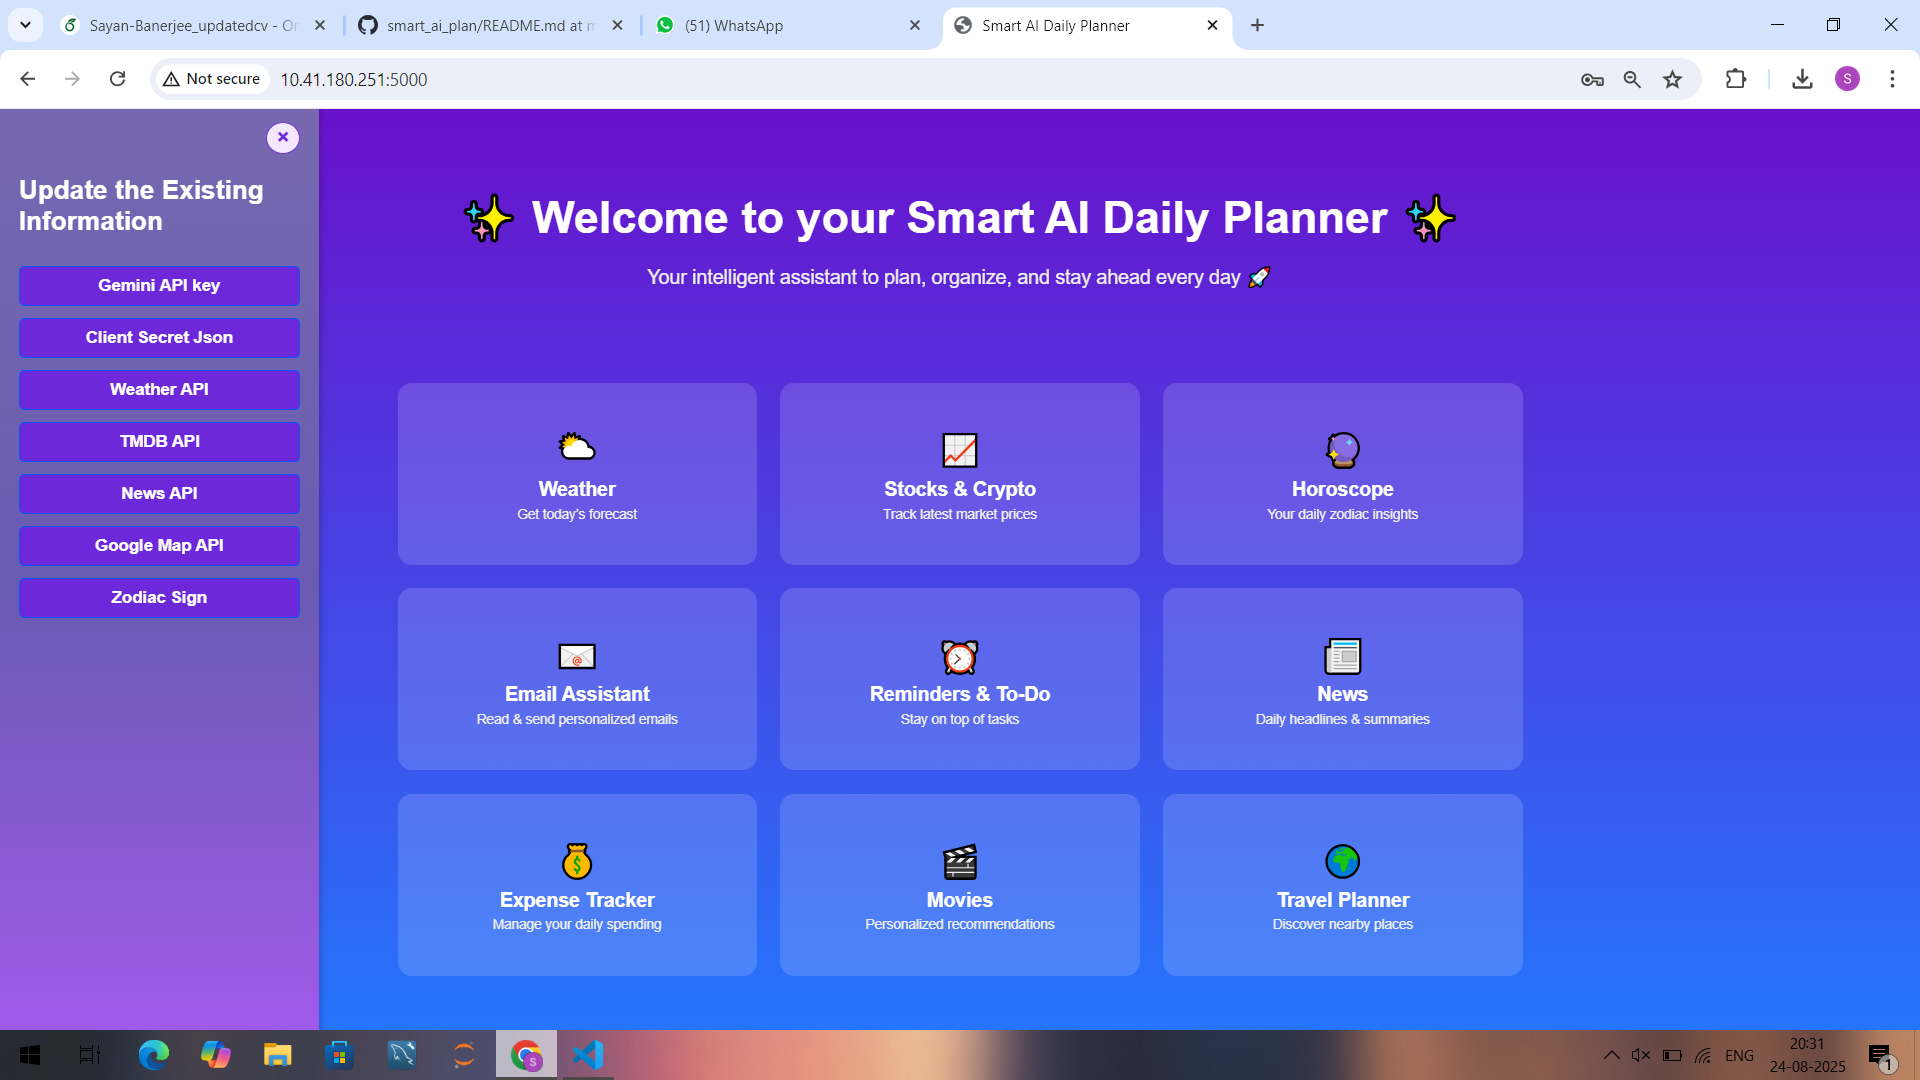 Sayan-Banerjee_updatedcv - O
smart_ai_plan/README.md at
(51) WhatsApp
Smart AI Daily Planner
Not secure
10.41.180.251:5000
S
Update the Existing
Information
Gemini API key
Client Secret Json
Weather API
TMDB API
News API
Google Map API
Zodiac Sign
✨ Welcome to your Smart AI Daily Planner ✨
Your intelligent assistant to plan, organize, and stay ahead every day 🚀
Weather
Get today's forecast
Stocks & Crypto
Track latest market prices
Horoscope
Your daily zodiac insights
Email Assistant
Read & send personalized emails
Reminders & To-Do
Stay on top of tasks
News
Daily headlines & summaries
Expense Tracker
Manage your daily spending
Movies
Personalized recommendations
Travel Planner
Discover nearby places
S
ENG
20:31
24-08-2025
1